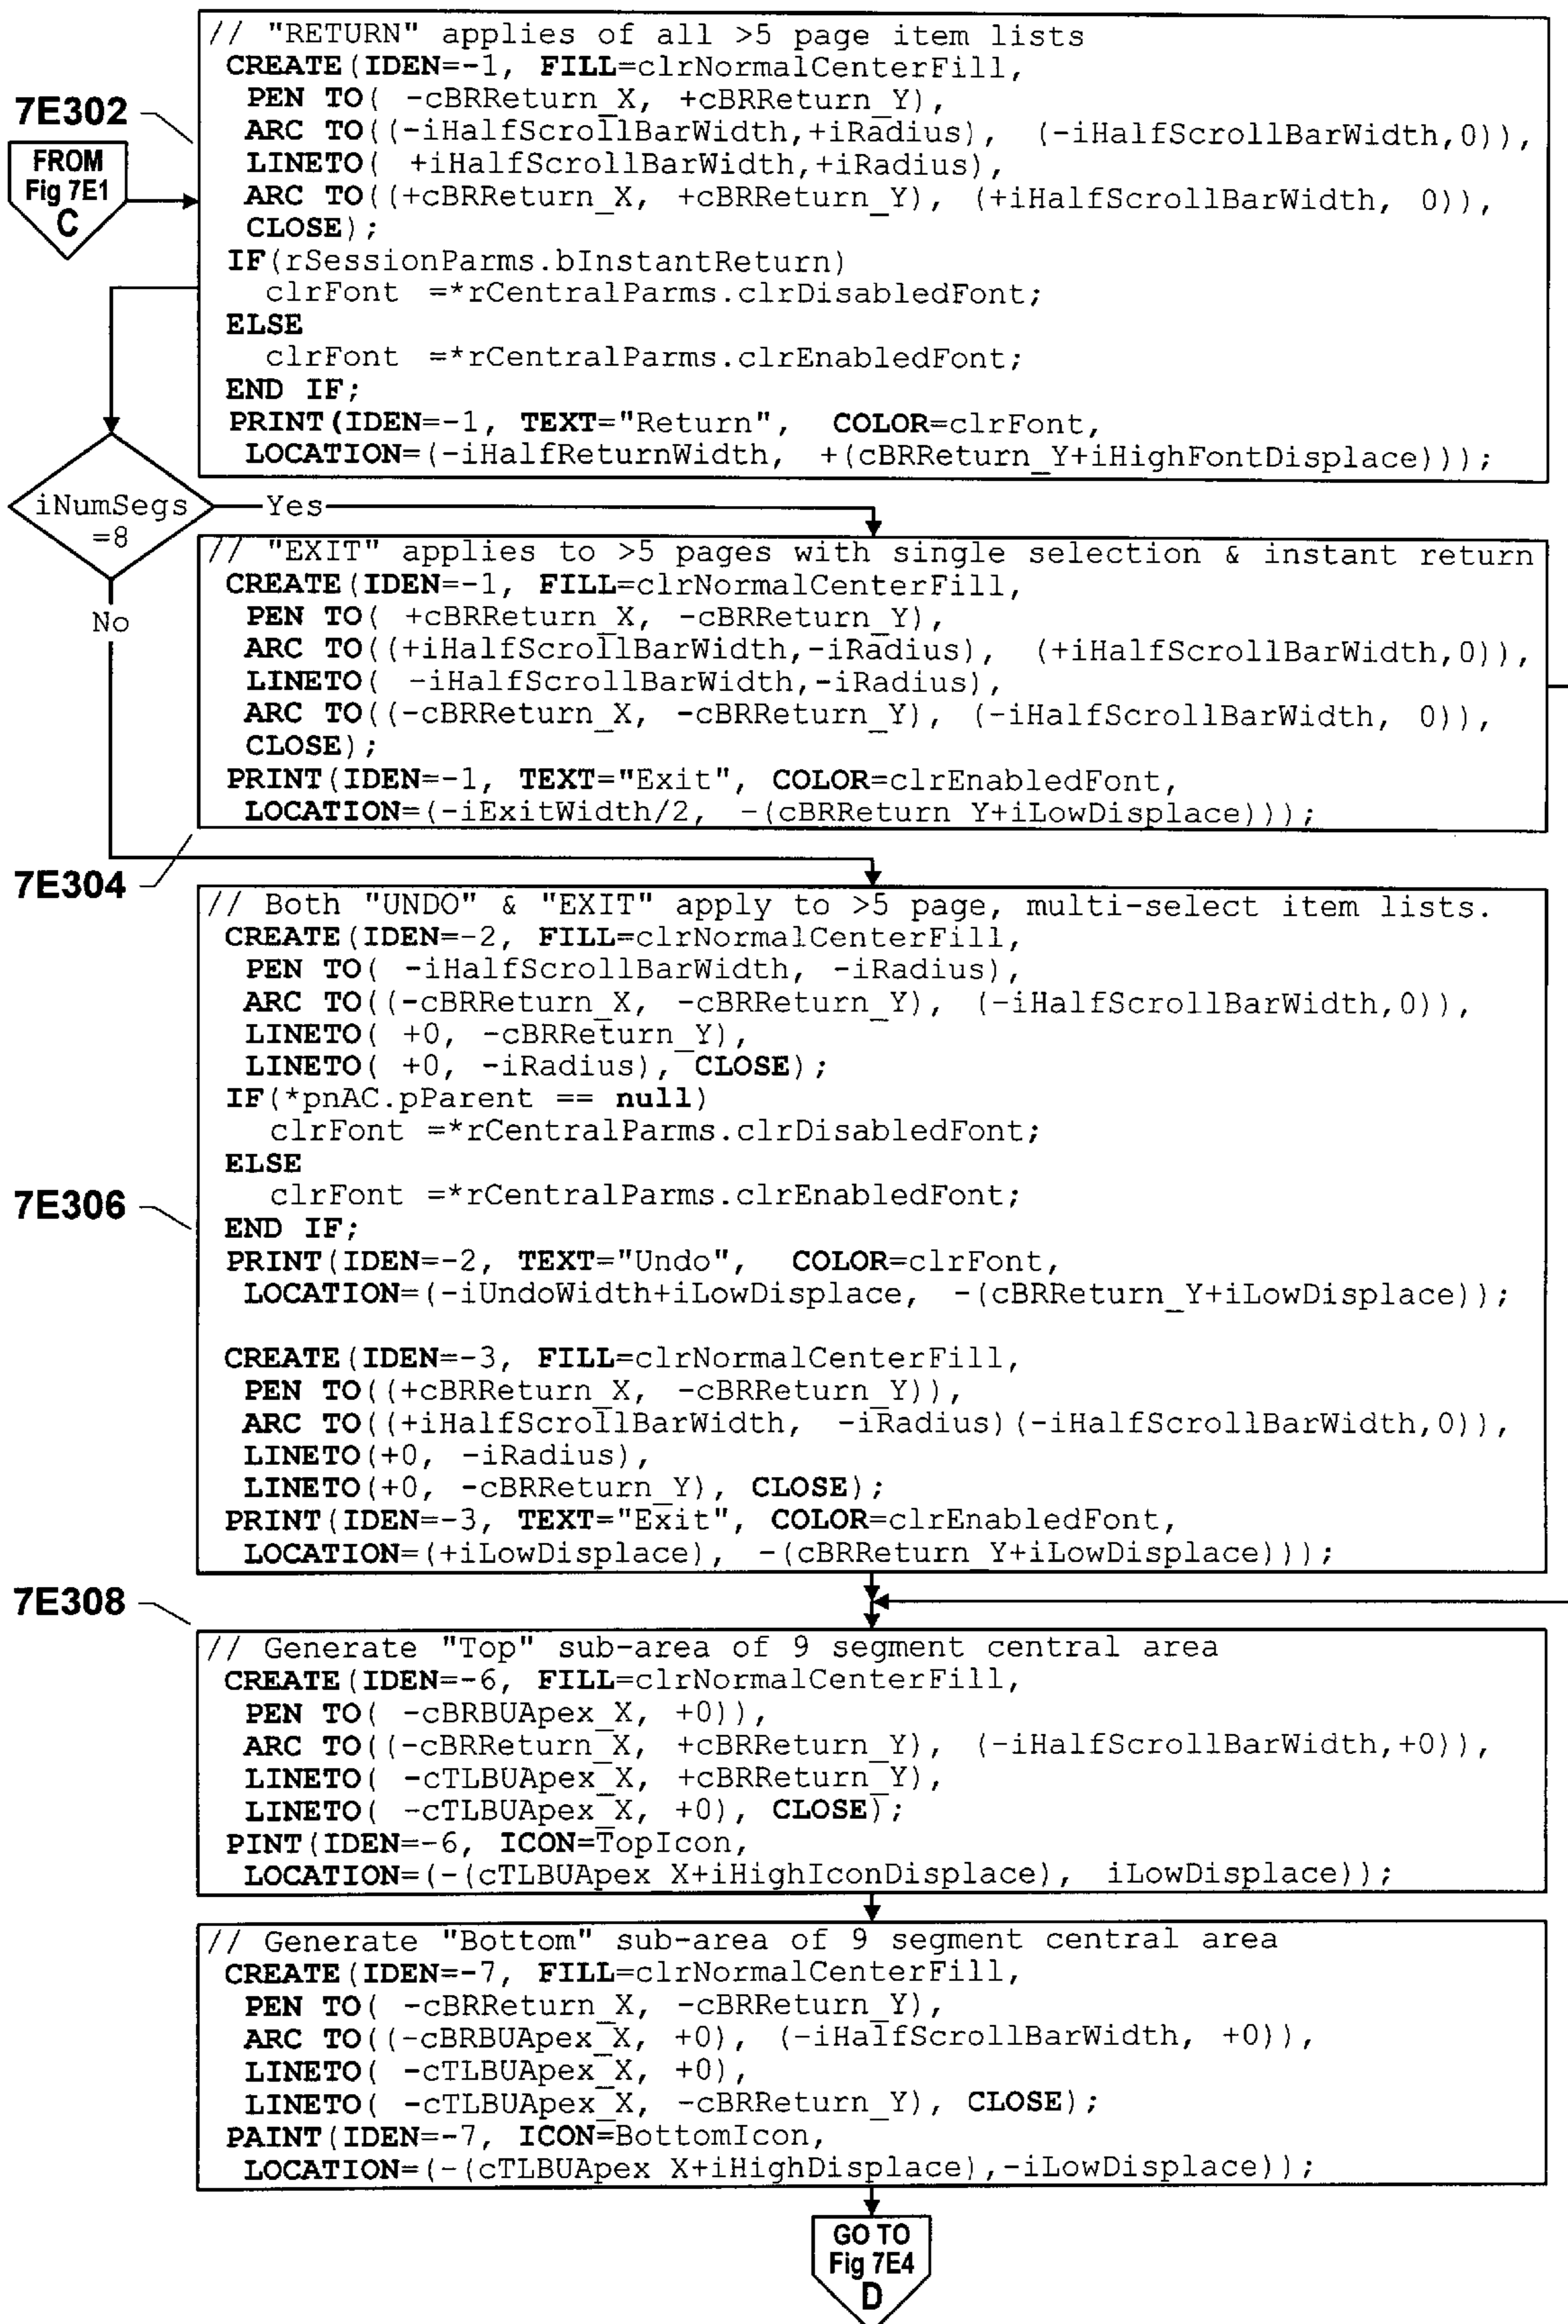 // "RETURN" applies of all >5 page item lists
CREATE(IDEN=-1, FILL=clrNormalCenterFill,
PEN TO( -cBRReturn_X, +cBRReturn_Y),
ARC TO((-iHalfScrollBarWidth,+iRadius), (-iHalfScrollBarWidth,0)),
LINETO( +iHalfScrollBarWidth,+iRadius),
ARC TO((+cBRReturn_X, +cBRReturn_Y), (+iHalfScrollBarWidth, 0)),
CLOSE);
IF(rSessionParms.bInstantReturn)
clrFont =*rCentralParms.clrDisabledFont;
ELSE
clrFont =*rCentralParms.clrEnabledFont;
END IF;
PRINT(IDEN=-1, TEXT="Return", COLOR=clrFont,
LOCATION=(-iHalfReturnWidth, +(cBRReturn_Y+iHighFontDisplace)));
7E302
FROM
Fig 7E1
C
iNumSegs
=8
Yes
No
// "EXIT" applies to >5 pages with single selection & instant return
CREATE(IDEN=-1, FILL=clrNormalCenterFill,
PEN TO( +cBRReturn_X, -cBRReturn_Y),
ARC TO((+iHalfScrollBarWidth,-iRadius), (+iHalfScrollBarWidth,0)),
LINETO( -iHalfScrollBarWidth,-iRadius),
ARC TO((-cBRReturn_X, -cBRReturn_Y), (-iHalfScrollBarWidth, 0)),
CLOSE);
PRINT(IDEN=-1, TEXT="Exit", COLOR=clrEnabledFont,
LOCATION=(-iExitWidth/2, -(cBRReturn_Y+iLowDisplace)));
7E304
// Both "UNDO" & "EXIT" apply to >5 page, multi-select item lists.
CREATE(IDEN=-2, FILL=clrNormalCenterFill,
PEN TO( -iHalfScrollBarWidth, -iRadius),
ARC TO((-cBRReturn_X, -cBRReturn_Y), (-iHalfScrollBarWidth,0)),
LINETO( +0, -cBRReturn_Y),
LINETO( +0, -iRadius), CLOSE);
IF(*pnAC.pParent == null)
clrFont =*rCentralParms.clrDisabledFont;
ELSE
clrFont =*rCentralParms.clrEnabledFont;
END IF;
PRINT(IDEN=-2, TEXT="Undo", COLOR=clrFont,
LOCATION=(-iUndoWidth+iLowDisplace, -(cBRReturn_Y+iLowDisplace));
7E306
CREATE(IDEN=-3, FILL=clrNormalCenterFill,
PEN TO((+cBRReturn_X, -cBRReturn_Y)),
ARC TO((+iHalfScrollBarWidth, -iRadius)(-iHalfScrollBarWidth,0)),
LINETO(+0, -iRadius),
LINETO(+0, -cBRReturn_Y), CLOSE);
PRINT(IDEN=-3, TEXT="Exit", COLOR=clrEnabledFont,
LOCATION=(+iLowDisplace), -(cBRReturn_Y+iLowDisplace)));
7E308
// Generate "Top" sub-area of 9 segment central area
CREATE(IDEN=-6, FILL=clrNormalCenterFill,
PEN TO( -cBRBUApex_X, +0)),
ARC TO((-cBRReturn_X, +cBRReturn_Y), (-iHalfScrollBarWidth,+0)),
LINETO( -cTLBUApex_X, +cBRReturn_Y),
LINETO( -cTLBUApex_X, +0), CLOSE);
PINT(IDEN=-6, ICON=TopIcon,
LOCATION=(-(cTLBUApex_X+iHighIconDisplace), iLowDisplace));
// Generate "Bottom" sub-area of 9 segment central area
CREATE(IDEN=-7, FILL=clrNormalCenterFill,
PEN TO( -cBRReturn_X, -cBRReturn_Y),
ARC TO((-cBRBUApex_X, +0), (-iHalfScrollBarWidth, +0)),
LINETO( -cTLBUApex_X, +0),
LINETO( -cTLBUApex_X, -cBRReturn_Y), CLOSE);
PAINT(IDEN=-7, ICON=BottomIcon,
LOCATION=(-(cTLBUApex_X+iHighDisplace),-iLowDisplace));
GO TO
Fig 7E4
D